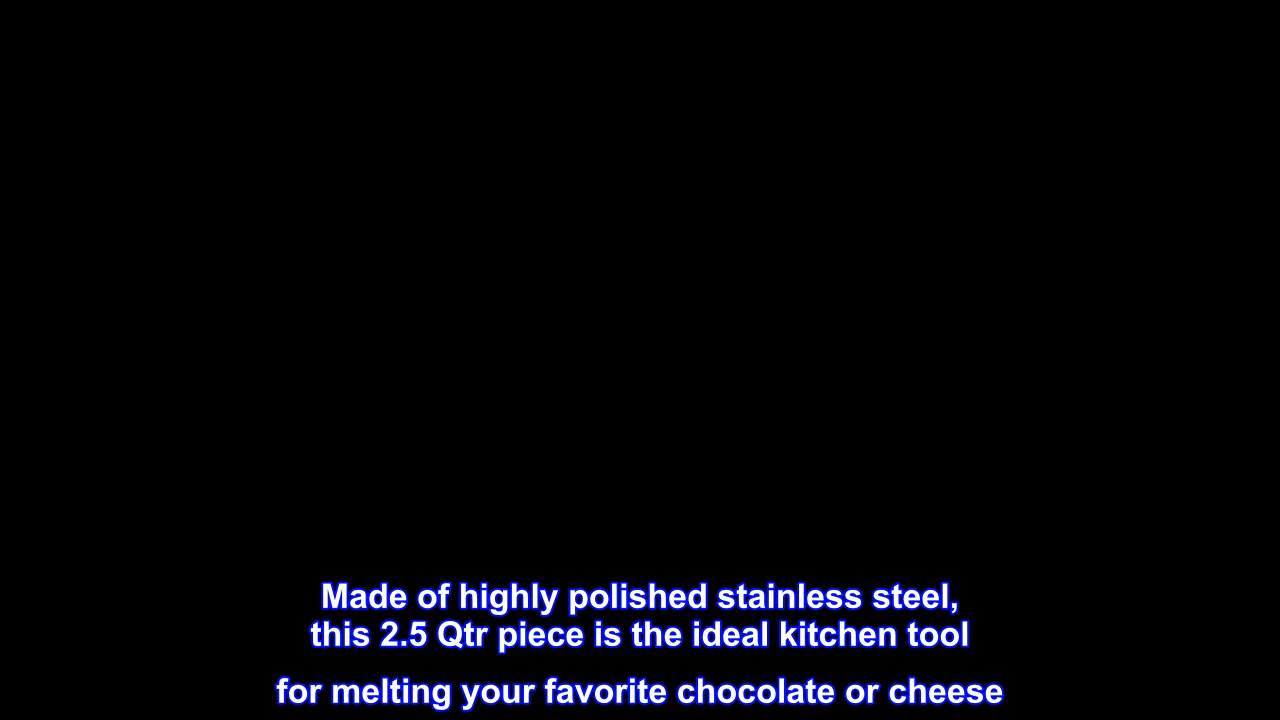 Made of highly polished stainless steel,
this 2.5 Qtr piece is the ideal kitchen tool
for melting your favorite chocolate or cheese